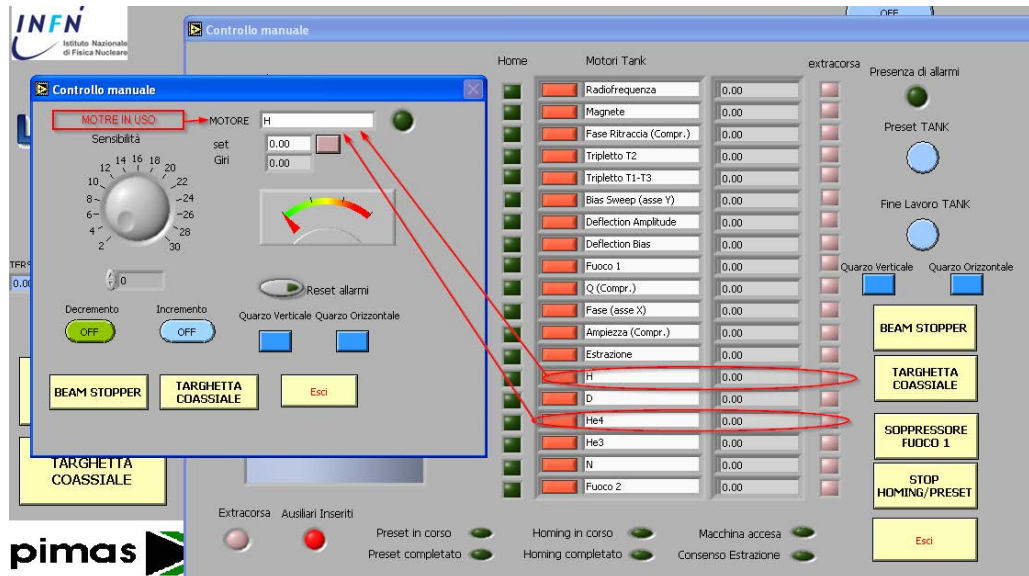 INFN
Istituto Nazionale
di Fisica Nucleare
OFF
Controllo manuale
Home
Motori Tank
extracorsa
Presenza di allarmi
Radiofrequenza
0.00
Magnete
0.00
Fase Ritraccia (Compr.)
0.00
Tripletto T2
0.00
Tripletto T1-T3
0.00
Bias Sweep (asse Y)
0.00
Deflection Amplitude
0.00
Deflection Bias
0.00
Fuoco 1
0.00
Q (Compr.)
0.00
Fase (asse X)
0.00
Ampiezza (Compr.)
0.00
Estrazione
0.00
H
0.00
D
0.00
He4
0.00
He3
0.00
N
0.00
Fuoco 2
0.00
Preset TANK
Fine Lavoro TANK
Quarzo Verticale
Quarzo Orizzontale
BEAM STOPPER
TARGHETTA
COASSIALE
SOPPRESSORE
FUOCO 1
STOP
HOMING/PRESET
Esci
Controllo manuale
MOTRE IN USO
MOTORE
H
Sensibilità
set
0.00
Giri
0.00
2
4
6
8
10
12
14
16
18
20
22
24
26
28
30
0
Reset allarmi
Decremento
OFF
Incremento
OFF
Quarzo Verticale
Quarzo Orizzontale
BEAM STOPPER
TARGHETTA
COASSIALE
Esci
TARGHETTA
COASSIALE
Extracorsa
Ausiliari Inseriti
Preset in corso
Homing in corso
Macchina accesa
Preset completato
Homing completato
Consenso Estrazione
pimas